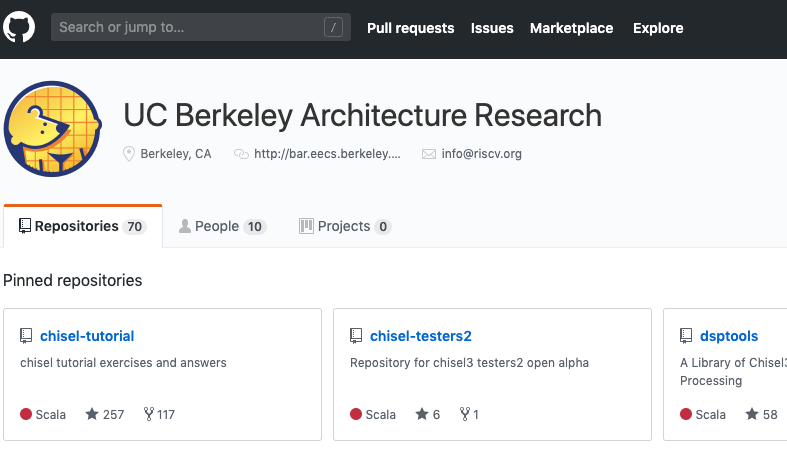 Search or jump to... / Pull requests Issues Marketplace Explore
UC Berkeley Architecture Research
Berkeley, CA http://bar.eecs.berkeley.... info@riscv.org
Repositories 70 People 10 Projects 0
Pinned repositories
chisel-tutorial
chisel tutorial exercises and answers
Scala 257 117
chisel-testers2
Repository for chisel3 testers2 open alpha
Scala 6 1
dsptools
A Library of Chisel3
Processing
Scala 58